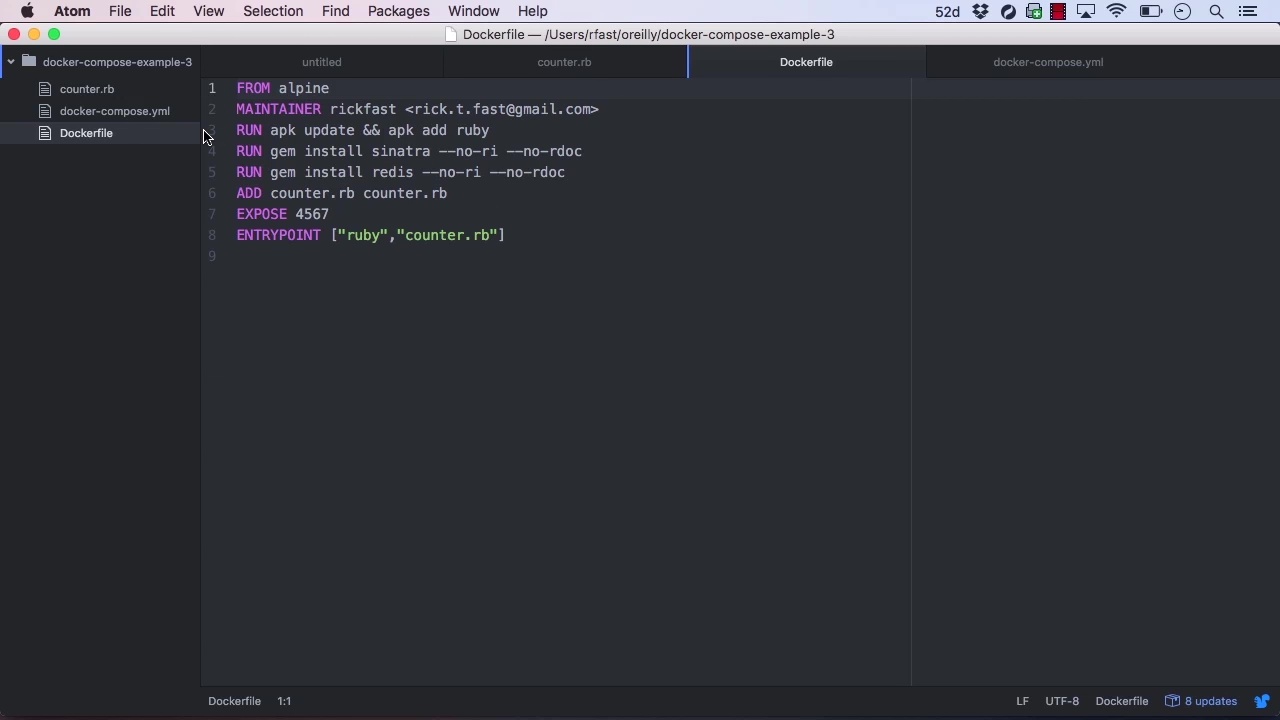 Atom File Edit View Selection Find Packages Window Help 52d
Dockerfile — /Users/rfast/oreilly/docker-compose-example-3
docker-compose-example-3
counter.rb
docker-compose.yml
Dockerfile
untitled counter.rb Dockerfile docker-compose.yml
1 FROM alpine
2 MAINTAINER rickfast <rick.t.fast@gmail.com>
3 RUN apk update && apk add ruby
4 RUN gem install sinatra --no-ri --no-rdoc
5 RUN gem install redis --no-ri --no-rdoc
6 ADD counter.rb counter.rb
7 EXPOSE 4567
8 ENTRYPOINT ["ruby","counter.rb"]
9
Dockerfile 1:1 LF UTF-8 Dockerfile 8 updates